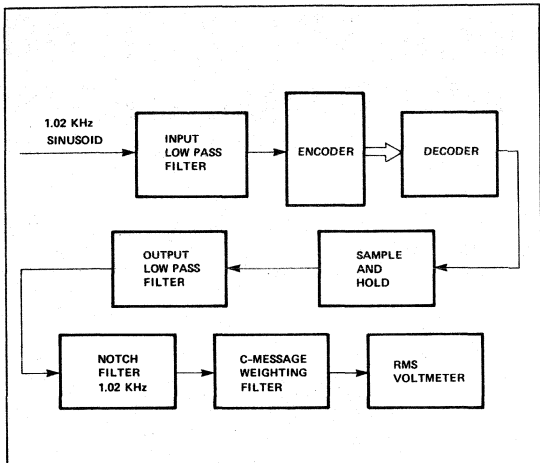 1.02 KHz
SINUSOID
INPUT
LOW PASS
FILTER
ENCODER
DECODER
OUTPUT
LOW PASS
FILTER
SAMPLE
AND
HOLD
NOTCH
FILTER
1.02 KHz
C-MESSAGE
WEIGHTING
FILTER
RMS
VOLTMETER